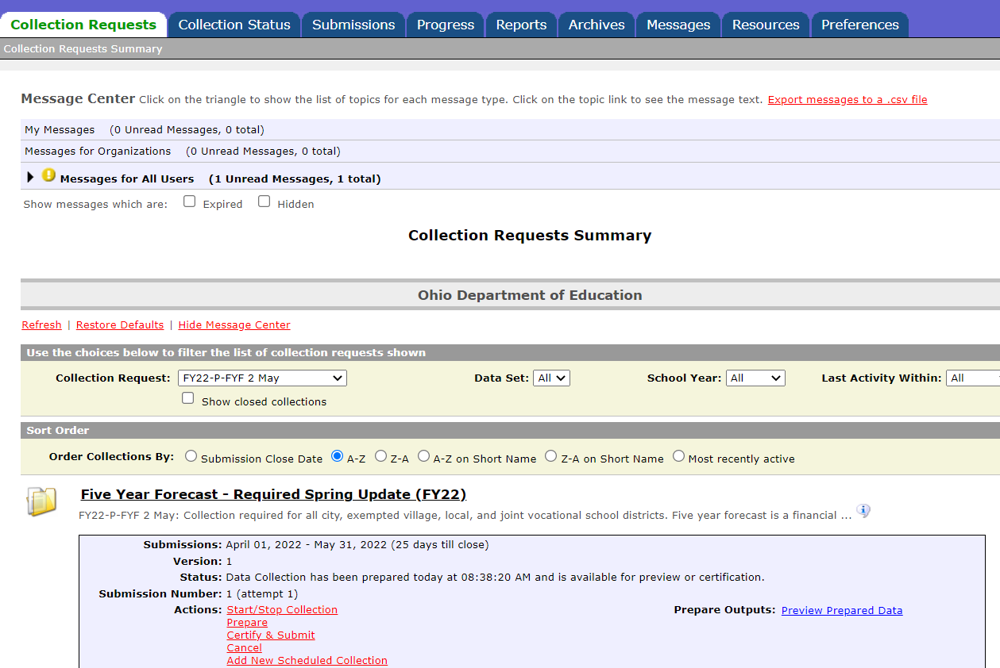 Collection Requests Collection Status Submissions Progress Reports Archives Messages Resources Preferences
Collection Requests Summary
Message Center Click on the triangle to show the list of topics for each message type. Click on the topic link to see the message text. Export messages to a .csv file
My Messages (0 Unread Messages, 0 total)
Messages for Organizations (0 Unread Messages, 0 total)
Messages for All Users (1 Unread Messages, 1 total)
Show messages which are: Expired Hidden
Collection Requests Summary
Ohio Department of Education
Refresh | Restore Defaults | Hide Message Center
Use the choices below to filter the list of collection requests shown
Collection Request: FY22-P-FYF 2 May Data Set: All School Year: All Last Activity Within: All
Show closed collections
Sort Order
Order Collections By: Submission Close Date A-Z Z-A A-Z on Short Name Z-A on Short Name Most recently active
Five Year Forecast - Required Spring Update (FY22)
FY22-P-FYF 2 May: Collection required for all city, exempted village, local, and joint vocational school districts. Five year forecast is a financial ...
Submissions: April 01, 2022 - May 31, 2022 (25 days till close)
Version: 1
Status: Data Collection has been prepared today at 08:38:20 AM and is available for preview or certification.
Submission Number: 1 (attempt 1)
Actions: Start/Stop Collection Prepare Outputs: Preview Prepared Data
Prepare
Certify & Submit
Cancel
Add New Scheduled Collection